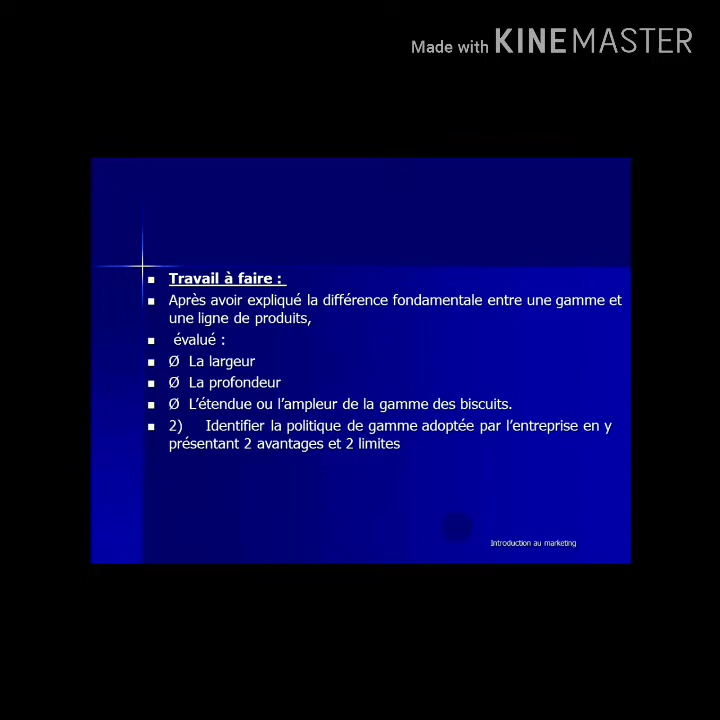 Made with KINEMASTER
Travail à faire :
Après avoir expliqué la différence fondamentale entre une gamme et
une ligne de produits,
évalué :
Ø La largeur
Ø La profondeur
Ø L'étendue ou l'ampleur de la gamme des biscuits.
2) Identifier la politique de gamme adoptée par l'entreprise en y
présentant 2 avantages et 2 limites
Introduction au marketing